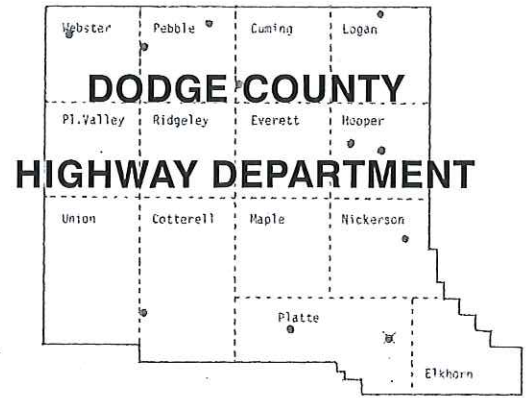 Webster Pebble Cuming Logan
DODGE COUNTY
Pl.Valley Ridgeley Everett Hooper
HIGHWAY DEPARTMENT
Union Cotterell Maple Nickerson
Platte
Elkhorn